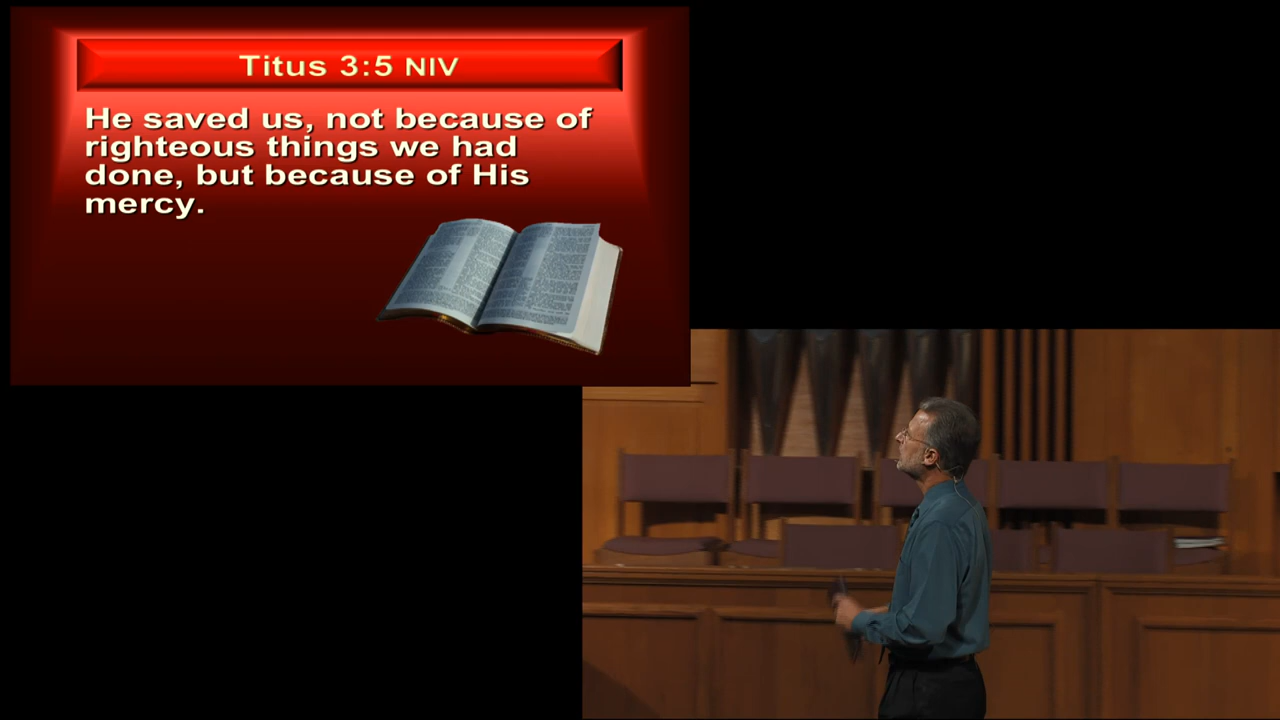 Titus 3:5 NIV
He saved us, not because of
righteous things we had
done, but because of His
mercy.